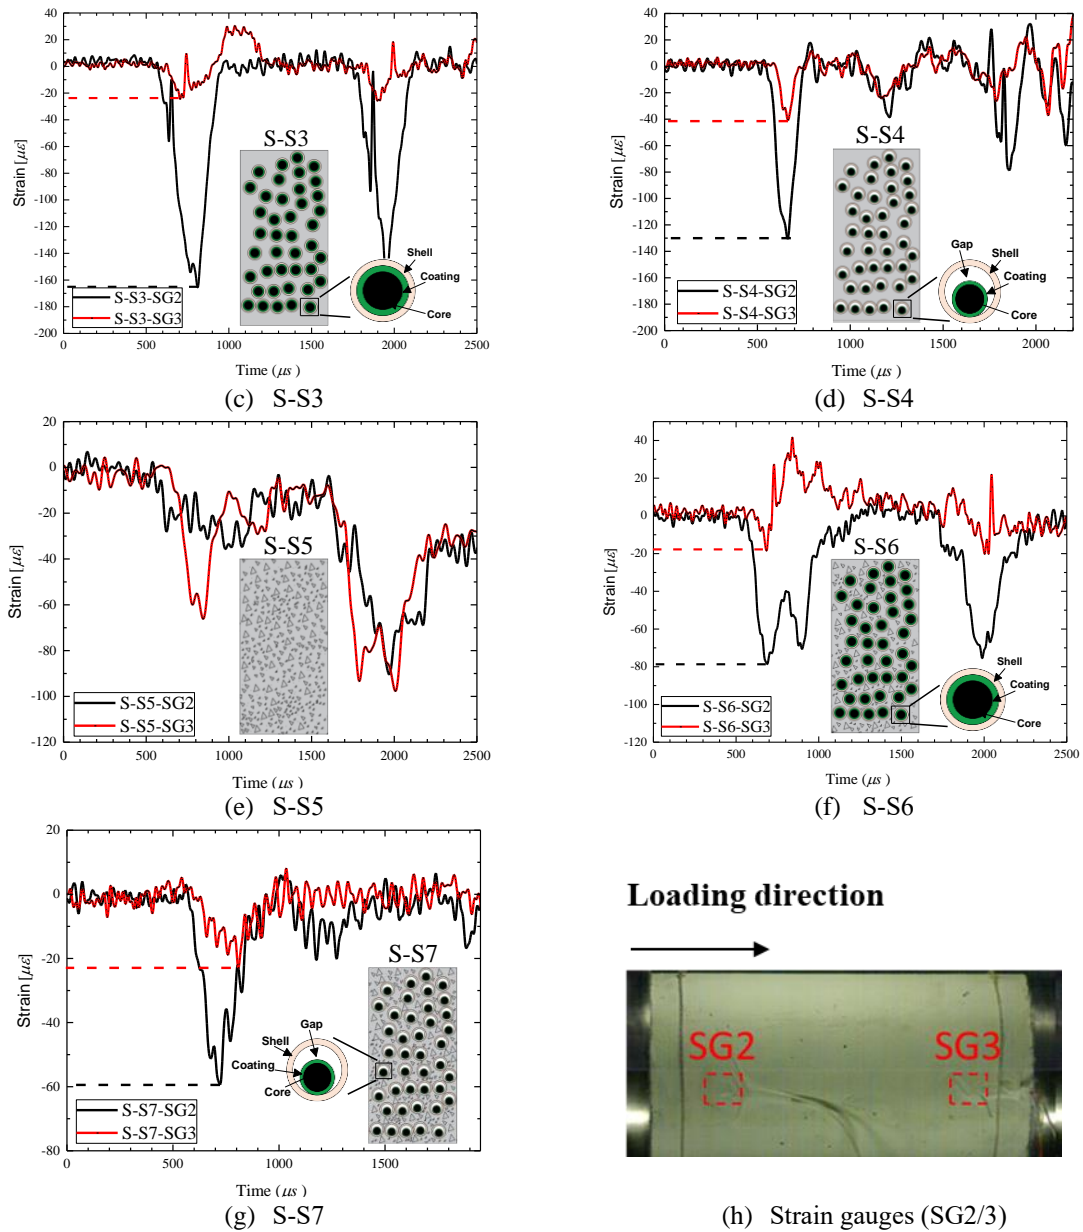 40
20
0
-20
-40
-60
-80
-100
-120
-140
-160
-180
-200
Strain [με]
S-S3
Shell
Coating
Core
S-S3-SG2
S-S3-SG3
0 500 1000 1500 2000 2500
Time (μs)
(c) S-S3
40
20
0
-20
-40
-60
-80
-100
-120
-140
-160
-180
-200
Strain [με]
S-S4
Gap
Shell
Coating
Core
S-S4-SG2
S-S4-SG3
0 500 1000 1500 2000
Time (μs)
(d) S-S4
20
0
-20
-40
-60
-80
-100
-120
Strain [με]
S-S5
S-S5-SG2
S-S5-SG3
0 500 1000 1500 2000 2500
Time (μs)
(e) S-S5
40
20
0
-20
-40
-60
-80
-100
-120
Strain [με]
S-S6
Shell
Coating
Core
S-S6-SG2
S-S6-SG3
0 500 1000 1500 2000 2500
Time (μs)
(f) S-S6
20
0
-20
-40
-60
-80
Strain [με]
S-S7
Gap
Shell
Coating
Core
S-S7-SG2
S-S7-SG3
0 500 1000 1500
Time (μs)
(g) S-S7
Loading direction
SG2 SG3
(h) Strain gauges (SG2/3)